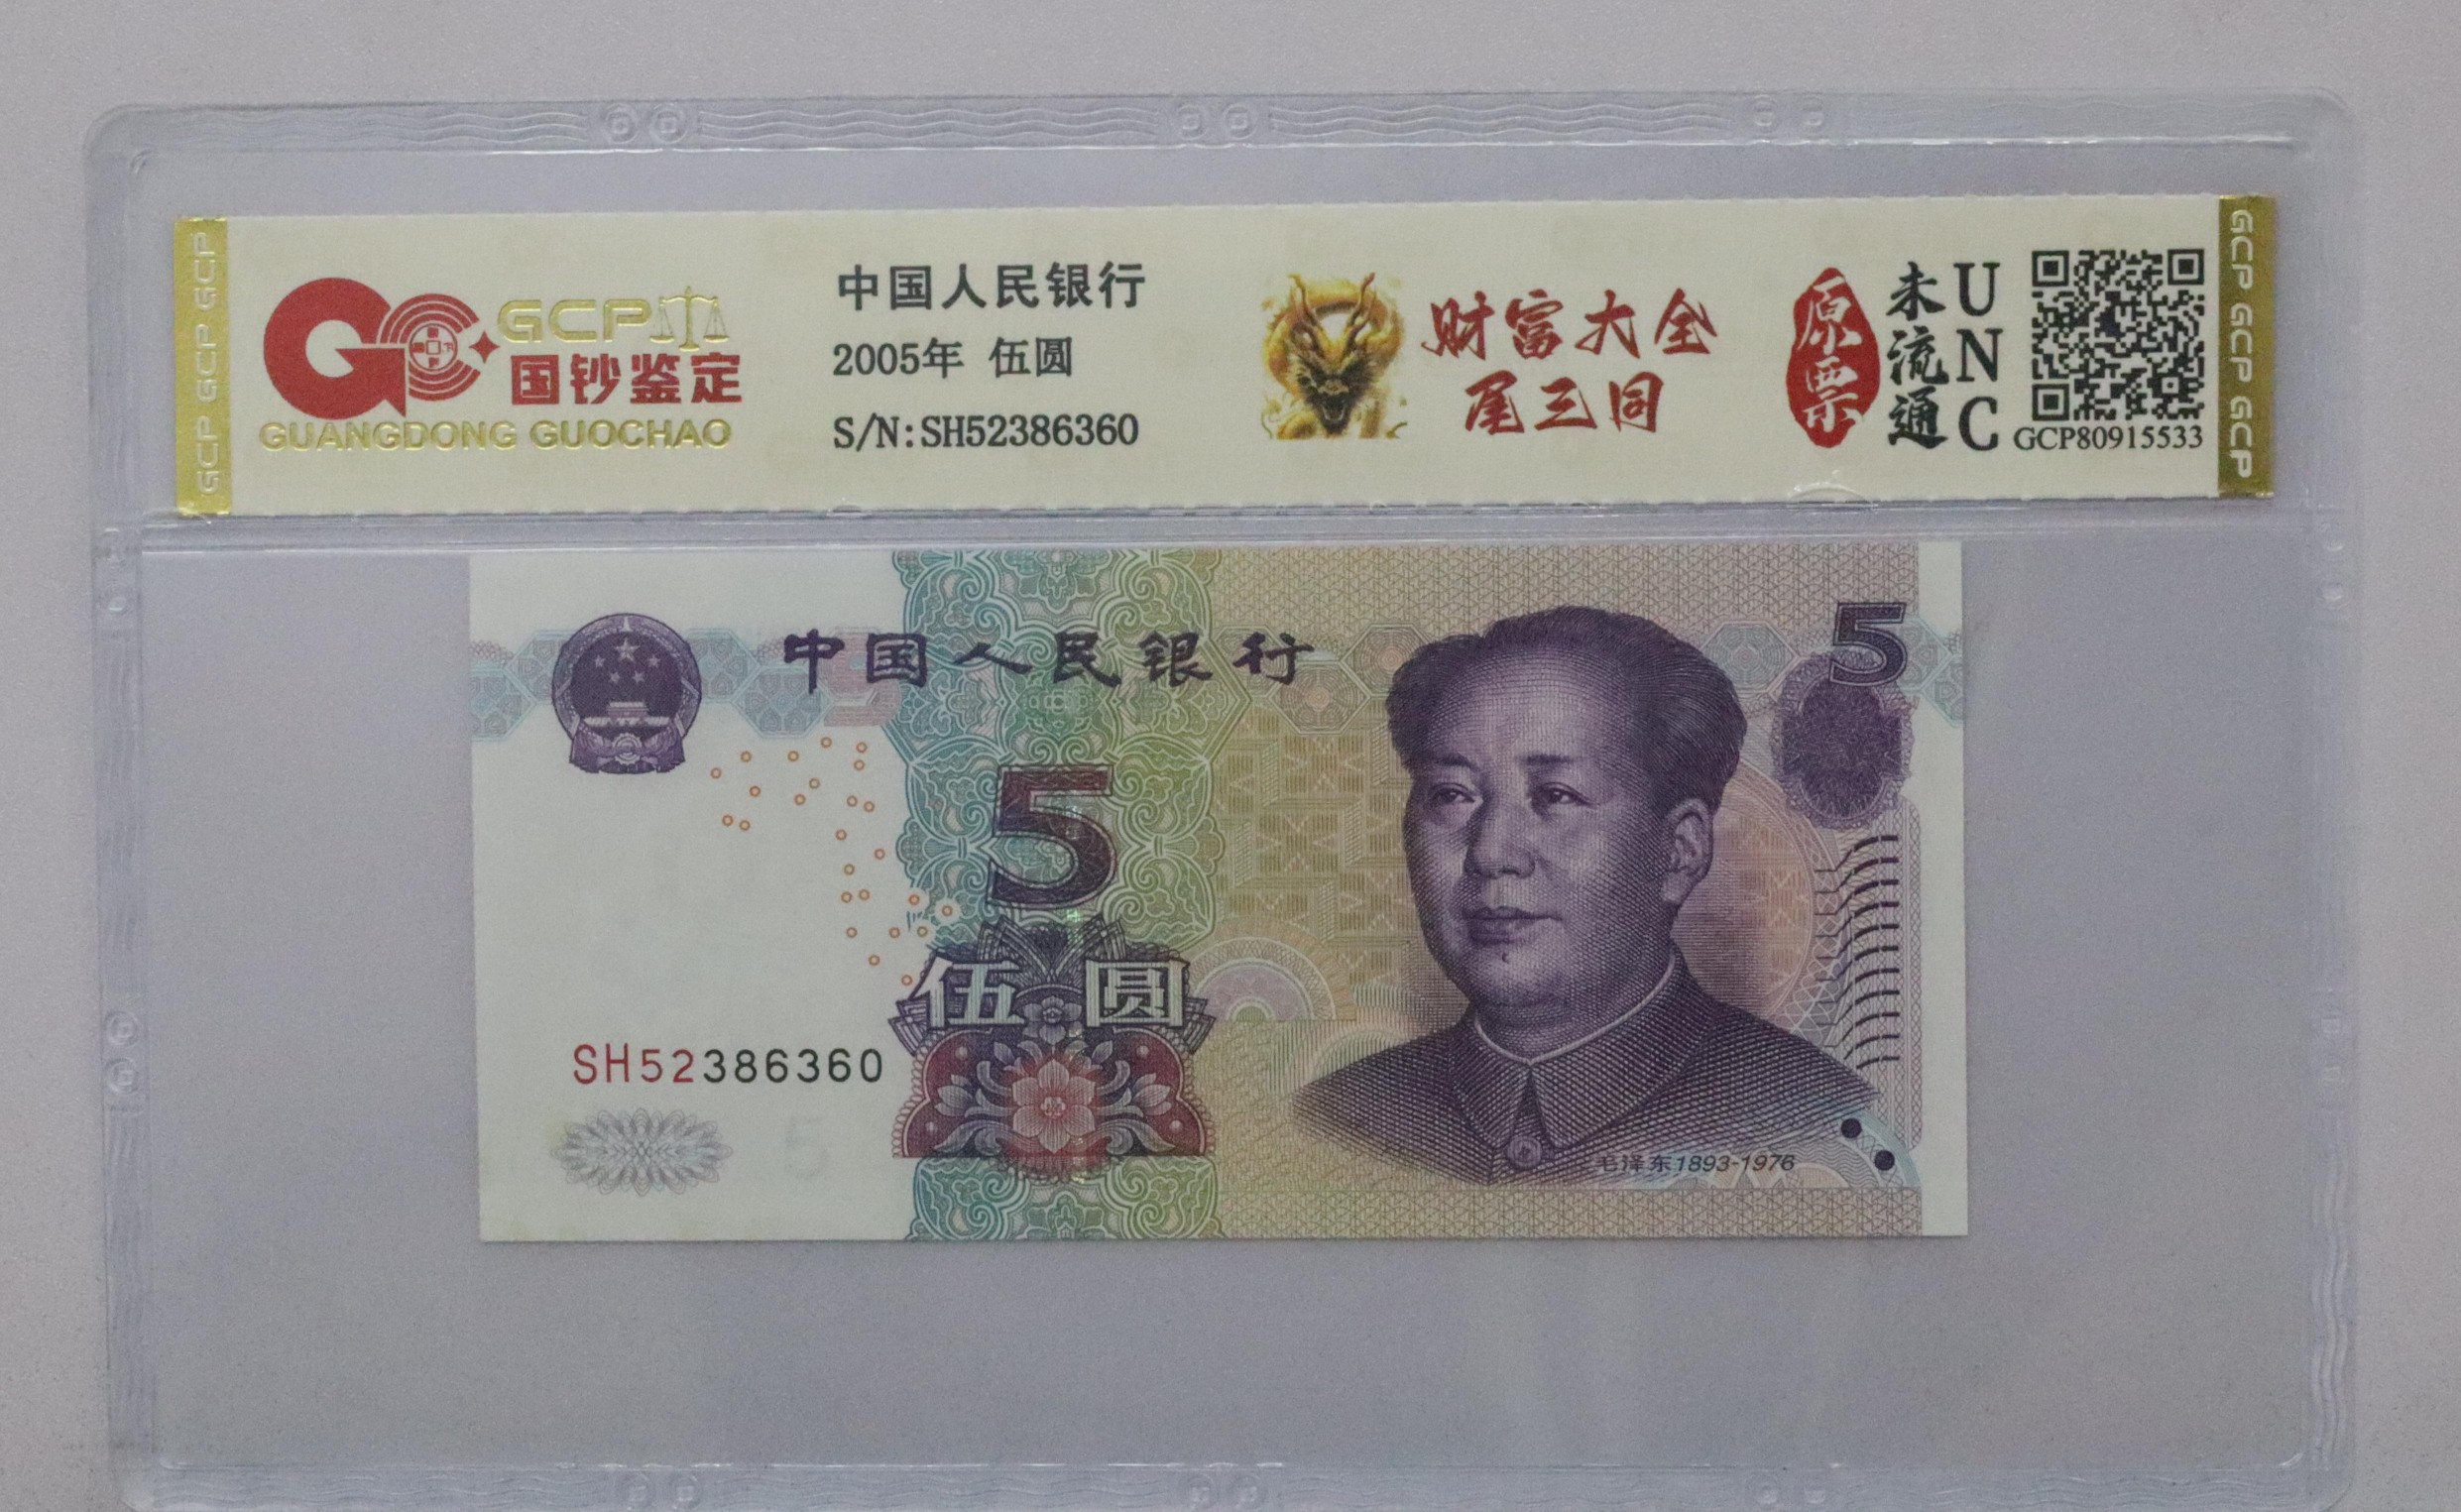 GCP GCP GCP
GCP
国钞鉴定
GUANGDONG GUOCHAO
中国人民银行
2005年 伍圆
S/N:SH52386360
财富大全
尾三同
原票
未流通
UNC
GCP80915533
GCP GCP GCP GCP
中国人民银行
5
5
伍圆
SH52386360
5
毛泽东1893-1976